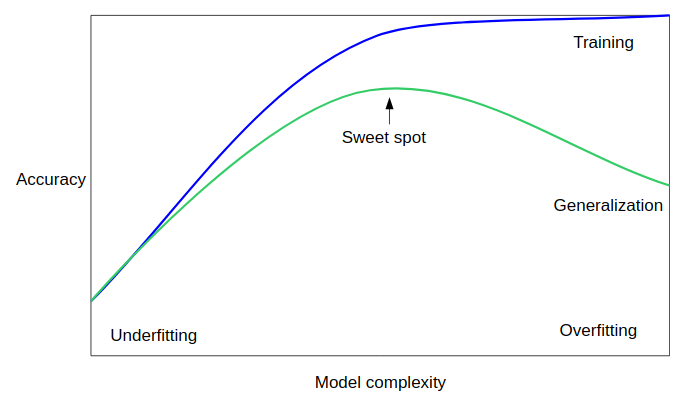 Training
Sweet spot
Accuracy
Generalization
Underfitting
Overfitting
Model complexity